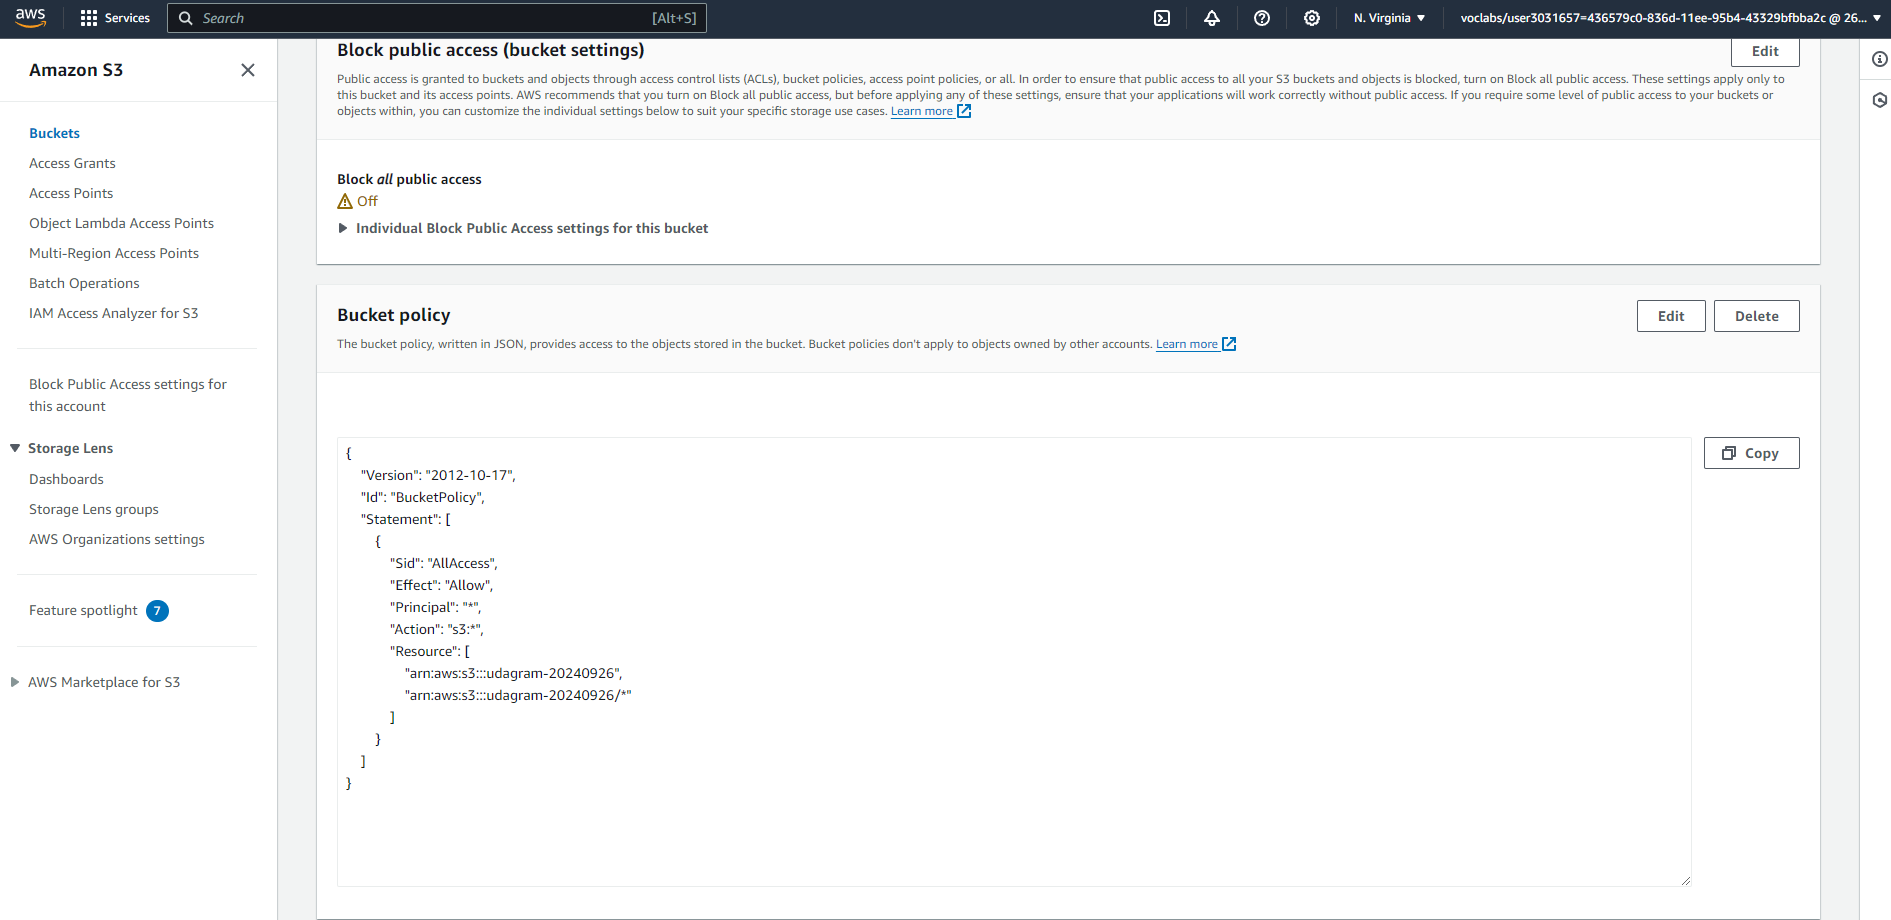 aws
Services
Search
[Alt+S]
N. Virginia
voclabs/user3031657=436579c0-836d-11ee-95b4-43329bfbba2c @ 26...
Amazon S3
Buckets
Access Grants
Access Points
Object Lambda Access Points
Multi-Region Access Points
Batch Operations
IAM Access Analyzer for S3
Block Public Access settings for
this account
Storage Lens
Dashboards
Storage Lens groups
AWS Organizations settings
Feature spotlight 7
AWS Marketplace for S3
Block public access (bucket settings)
Edit
Public access is granted to buckets and objects through access control lists (ACLs), bucket policies, access point policies, or all. In order to ensure that public access to all your S3 buckets and objects is blocked, turn on Block all public access. These settings apply only to
this bucket and its access points. AWS recommends that you turn on Block all public access, but before applying any of these settings, ensure that your applications will work correctly without public access. If you require some level of public access to your buckets or
objects within, you can customize the individual settings below to suit your specific storage use cases. Learn more
Block all public access
Off
Individual Block Public Access settings for this bucket
Bucket policy
Edit
Delete
The bucket policy, written in JSON, provides access to the objects stored in the bucket. Bucket policies don't apply to objects owned by other accounts. Learn more
Copy
{
"Version": "2012-10-17",
"Id": "BucketPolicy",
"Statement": [
{
"Sid": "AllAccess",
"Effect": "Allow",
"Principal": "*",
"Action": "s3:*",
"Resource": [
"arn:aws:s3:::udagram-20240926",
"arn:aws:s3:::udagram-20240926/*"
]
}
]
}